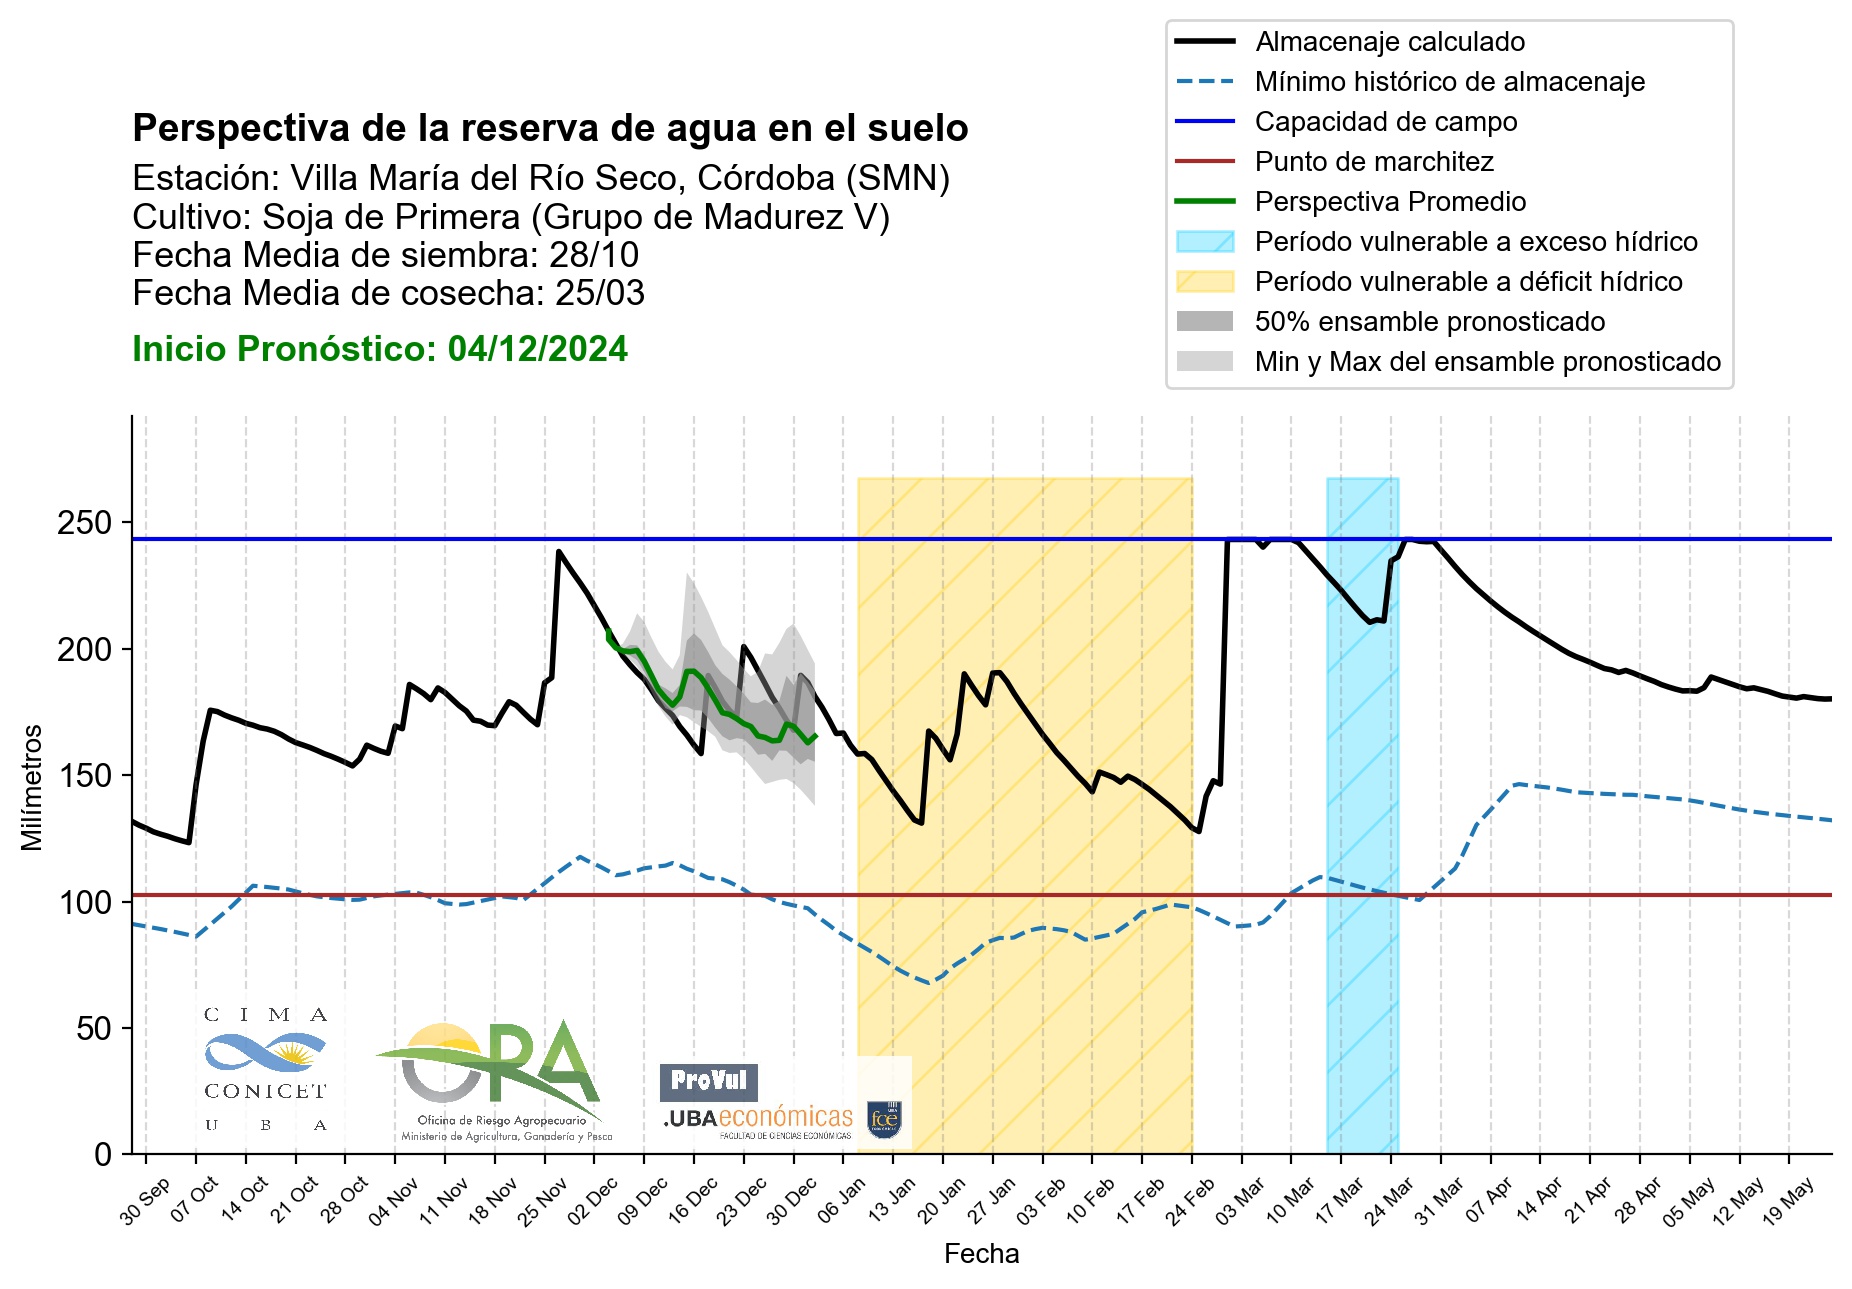 Almacenaje calculado
Mínimo histórico de almacenaje
Capacidad de campo
Punto de marchitez
Perspectiva Promedio
Período vulnerable a exceso hídrico
Período vulnerable a déficit hídrico
50% ensamble pronosticado
Min y Max del ensamble pronosticado
Perspectiva de la reserva de agua en el suelo
Estación: Villa María del Río Seco, Córdoba (SMN)
Cultivo: Soja de Primera (Grupo de Madurez V)
Fecha Media de siembra: 28/10
Fecha Media de cosecha: 25/03
Inicio Pronóstico: 04/12/2024
Milímetros
250
200
150
100
50
0
CIMA
CONICET
UBA
ORA
Oficina de Riesgo Agropecuario
Ministerio de Agricultura, Ganadería y Pesca
ProVul
.UBAeconómicas
FACULTAD DE CIENCIAS ECONÓMICAS
fce
30 Sep
07 Oct
14 Oct
21 Oct
28 Oct
04 Nov
11 Nov
18 Nov
25 Nov
02 Dec
09 Dec
16 Dec
23 Dec
30 Dec
06 Jan
13 Jan
20 Jan
27 Jan
03 Feb
10 Feb
17 Feb
24 Feb
03 Mar
10 Mar
17 Mar
24 Mar
31 Mar
07 Apr
14 Apr
21 Apr
28 Apr
05 May
12 May
19 May
Fecha